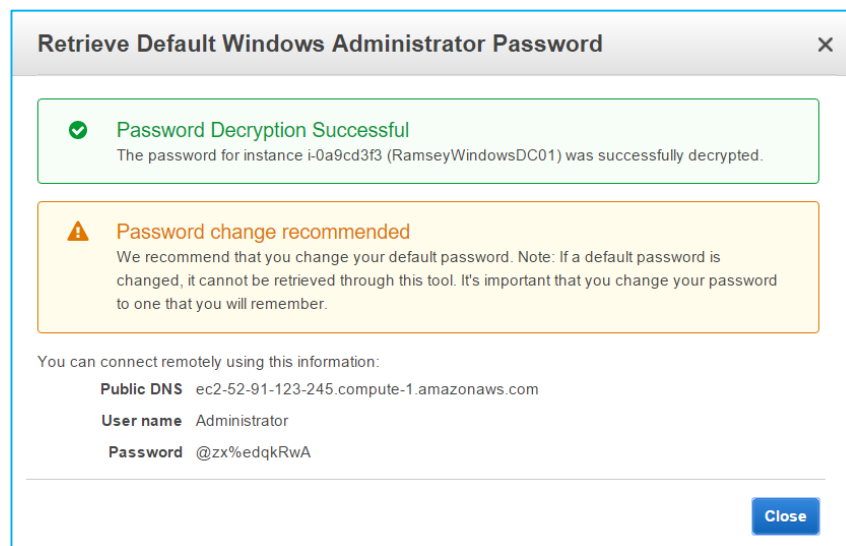 Retrieve Default Windows Administrator Password
Password Decryption Successful
The password for instance i-0a9cd3f3 (RamseyWindowsDC01) was successfully decrypted.
Password change recommended
We recommend that you change your default password. Note: If a default password is
changed, it cannot be retrieved through this tool. It's important that you change your password
to one that you will remember.
You can connect remotely using this information:
Public DNS ec2-52-91-123-245.compute-1.amazonaws.com
User name Administrator
Password @zx%edqkRwA
Close